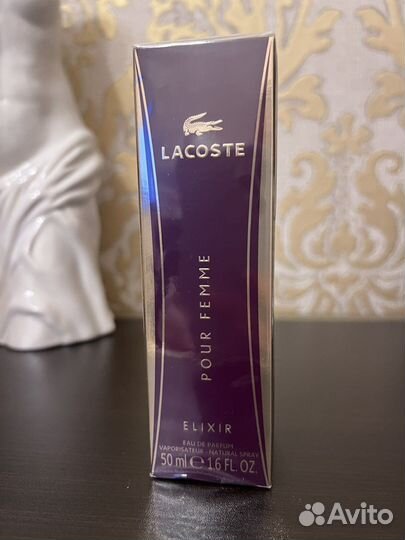 LACOSTE
POUR FEMME
ELIXIR
EAU DE PARFUM
VAPORISATEUR - NATURAL SPRAY
50 ml ℮ 1.6 FL. OZ.
Avito